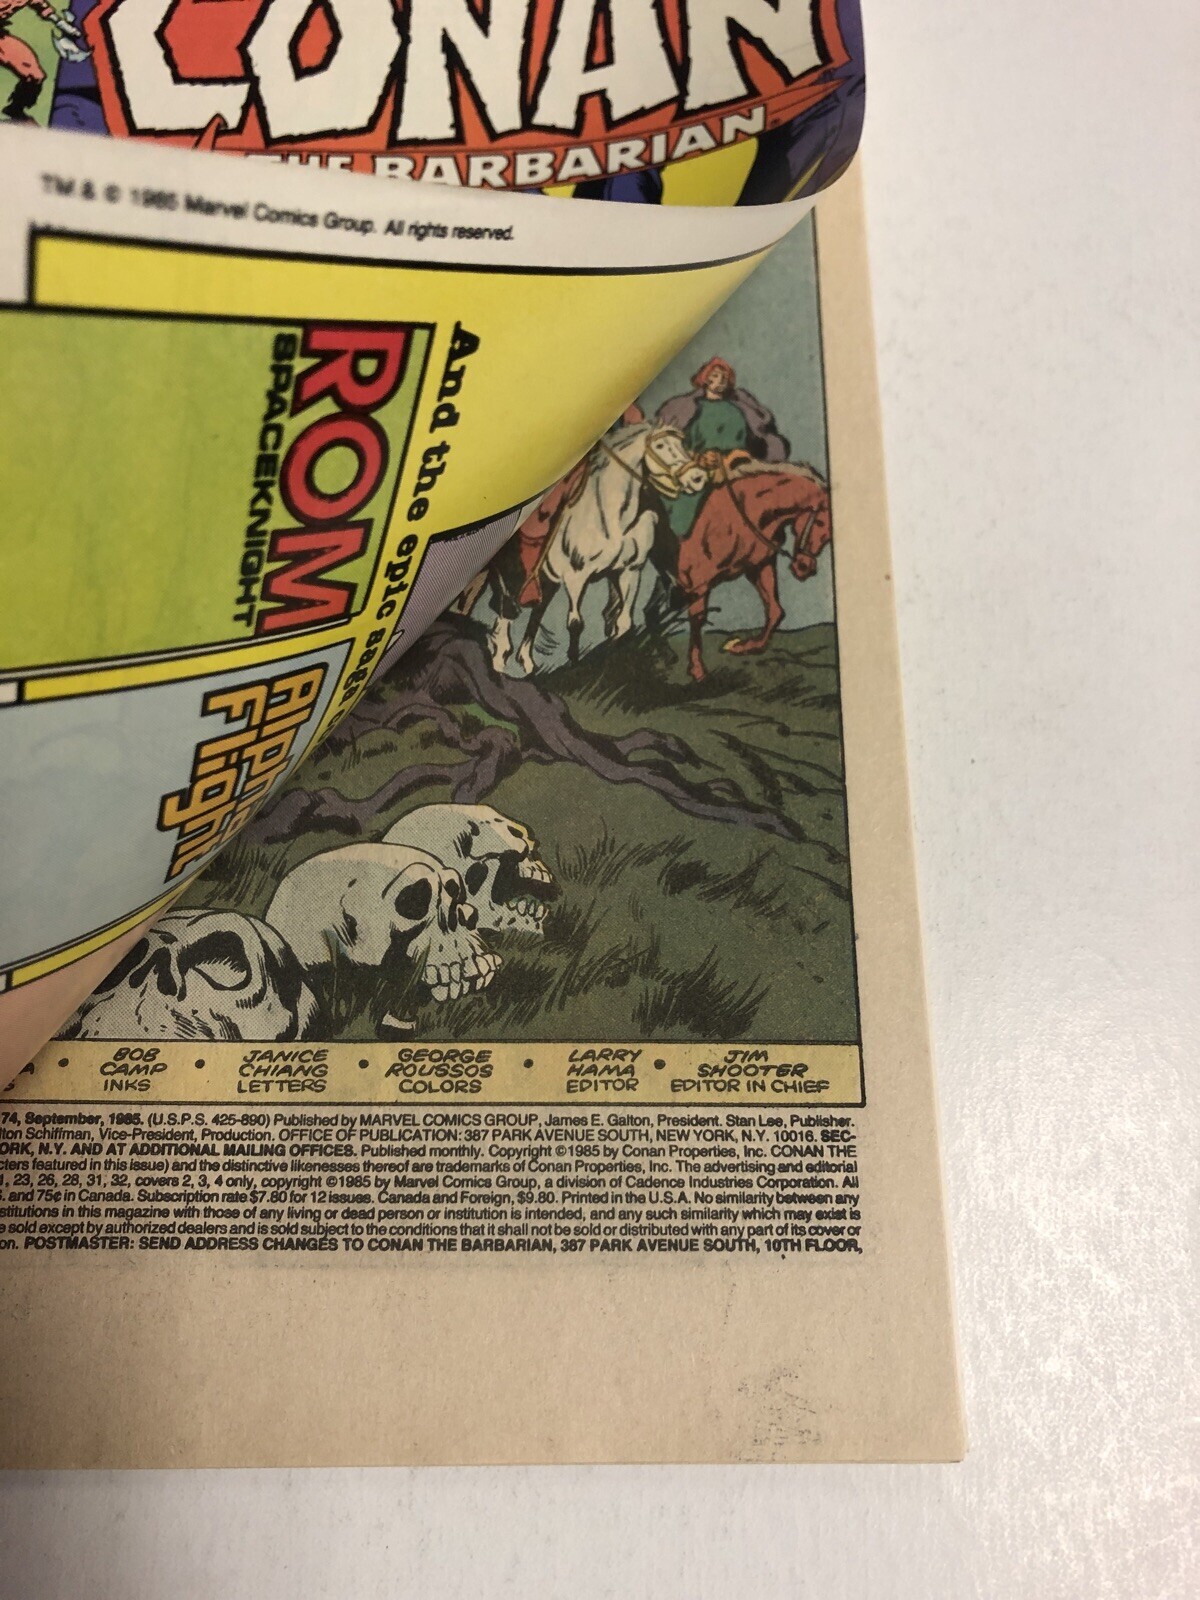 CONAN
THE BARBARIAN
TM & © 1985 Marvel Comics Group. All rights reserved.
And the epic saga
ROM
SPACEKNIGHT
Alpha
Flight
BOB CAMP INKS • JANICE CHIANG LETTERS • GEORGE ROUSSOS COLORS • LARRY HAMA EDITOR • JIM SHOOTER EDITOR IN CHIEF
74, September, 1985. (U.S.P.S. 425-890) Published by MARVEL COMICS GROUP, James E. Galton, President. Stan Lee, Publisher.
lton Schiffman, Vice-President, Production. OFFICE OF PUBLICATION: 387 PARK AVENUE SOUTH, NEW YORK, N.Y. 10016. SEC-
ORK, N.Y. AND AT ADDITIONAL MAILING OFFICES. Published monthly. Copyright ©1985 by Conan Properties, Inc. CONAN THE
cters featured in this issue) and the distinctive likenesses thereof are trademarks of Conan Properties, Inc. The advertising and editorial
, 23, 26, 28, 31, 32, covers 2, 3, 4 only, copyright ©1985 by Marvel Comics Group, a division of Cadence Industries Corporation. All
. and 75¢ in Canada. Subscription rate $7.80 for 12 issues. Canada and Foreign, $9.80. Printed in the U.S.A. No similarity between any
stitutions in this magazine with those of any living or dead person or institution is intended, and any such similarity which may exist is
e sold except by authorized dealers and is sold subject to the conditions that it shall not be sold or distributed with any part of its cover or
on. POSTMASTER: SEND ADDRESS CHANGES TO CONAN THE BARBARIAN, 387 PARK AVENUE SOUTH, 10TH FLOOR,